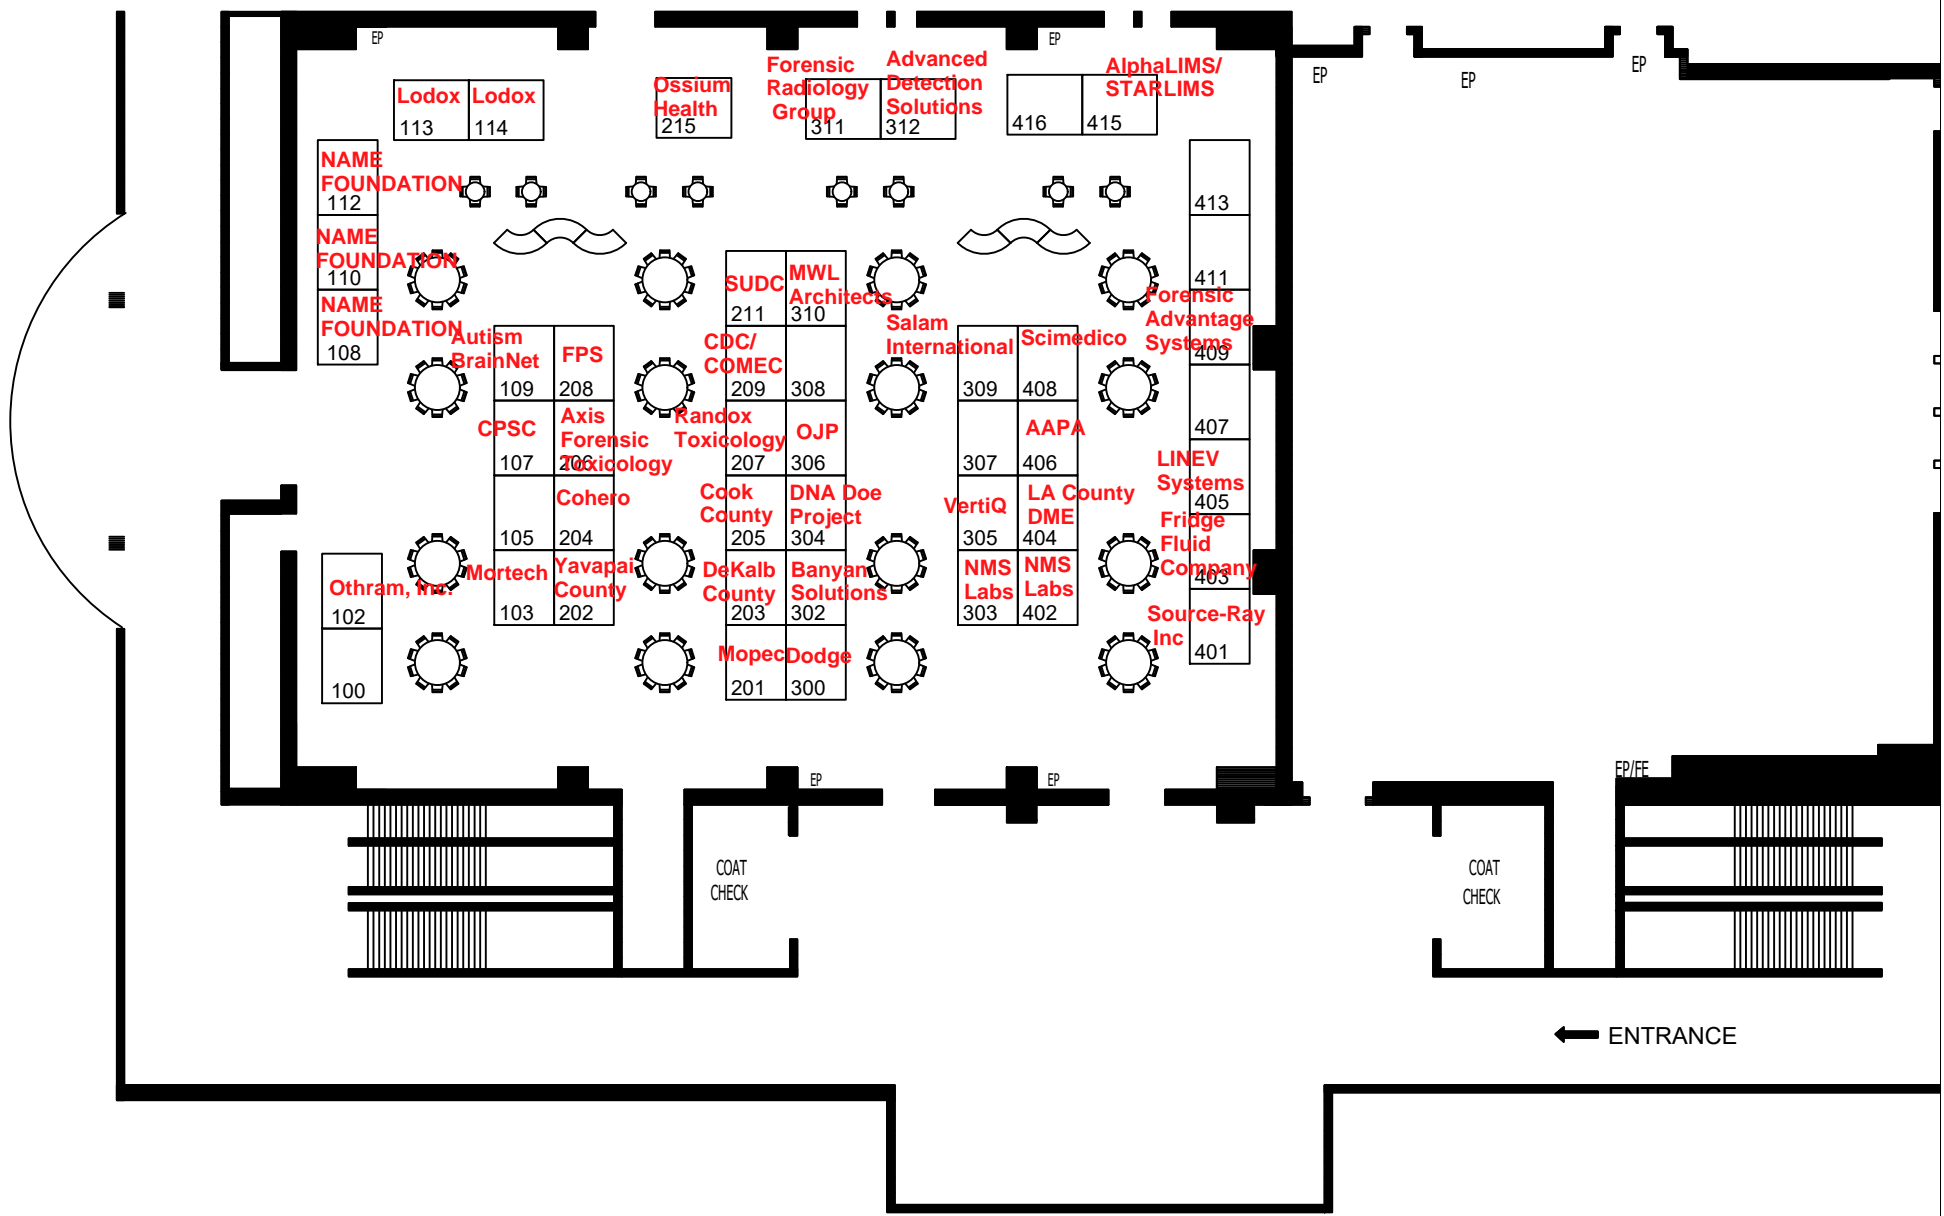 EP
EP
EP
EP
EP
Lodox
113
Lodox
114
Ossium
Health
215
Forensic
Radiology
Group
311
Advanced
Detection
Solutions
312
416
AlphaLIMS/
STARLIMS
415
NAME
FOUNDATION
112
NAME
FOUNDATION
110
NAME
FOUNDATION
108
413
411
Forensic
Advantage
Systems
409
407
LINEV
Systems
405
Fridge
Fluid
Company
403
Source-Ray
Inc
401
SUDC
211
MWL
Architects
310
Autism
BrainNet
109
FPS
208
CDC/
COMEC
209
308
Salam
International
309
Scimedico
408
CPSC
107
Axis
Forensic
Toxicology
206
Randox
Toxicology
207
OJP
306
307
AAPA
406
105
Cohero
204
Cook
County
205
DNA Doe
Project
304
VertiQ
305
LA County
DME
404
Othram, Inc.
102
100
Mortech
103
Yavapai
County
202
DeKalb
County
203
Banyan
Solutions
302
NMS
Labs
303
NMS
Labs
402
Mopec
201
Dodge
300
EP
EP
EP/FE
COAT
CHECK
COAT
CHECK
ENTRANCE